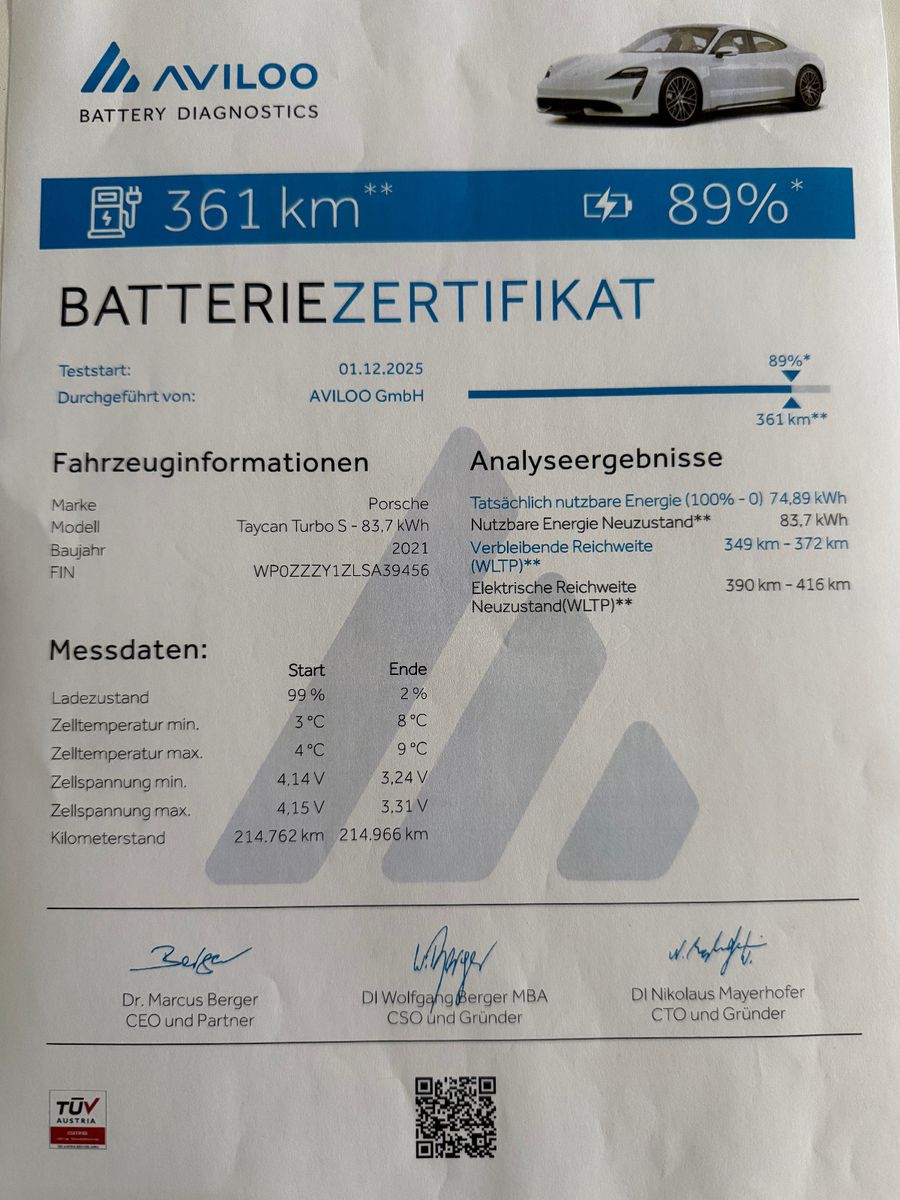 AVILOO
BATTERY DIAGNOSTICS
361 km** 89%*
BATTERIEZERTIFIKAT
Teststart: 01.12.2025
Durchgeführt von: AVILOO GmbH
89%*
361 km**
Fahrzeuginformationen
Marke Porsche
Modell Taycan Turbo S - 83,7 kWh
Baujahr 2021
FIN WP0ZZZY1ZLSA39456
Analyseergebnisse
Tatsächlich nutzbare Energie (100% - 0) 74,89 kWh
Nutzbare Energie Neuzustand** 83,7 kWh
Verbleibende Reichweite 349 km - 372 km
(WLTP)**
Elektrische Reichweite 390 km - 416 km
Neuzustand(WLTP)**
Messdaten:
Start Ende
Ladezustand 99 % 2 %
Zelltemperatur min. 3 °C 8 °C
Zelltemperatur max. 4 °C 9 °C
Zellspannung min. 4,14 V 3,24 V
Zellspannung max. 4,15 V 3,31 V
Kilometerstand 214.762 km 214.966 km
Berger
W. Berger
Dr. Marcus Berger
CEO und Partner
DI Wolfgang Berger MBA
CSO und Gründer
DI Nikolaus Mayerhofer
CTO und Gründer
TÜV
AUSTRIA